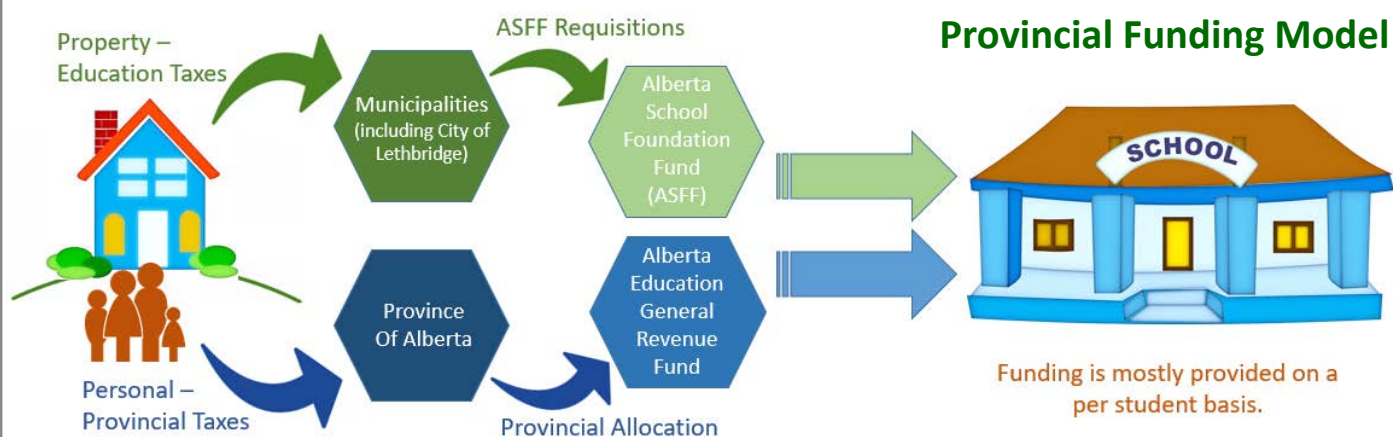 Provincial Funding Model
Property –
Education Taxes
ASFF Requisitions
Municipalities
(including City of
Lethbridge)
Alberta
School
Foundation
Fund
(ASFF)
SCHOOL
Personal –
Provincial Taxes
Province
Of Alberta
Provincial Allocation
Alberta
Education
General
Revenue
Fund
Funding is mostly provided on a
per student basis.